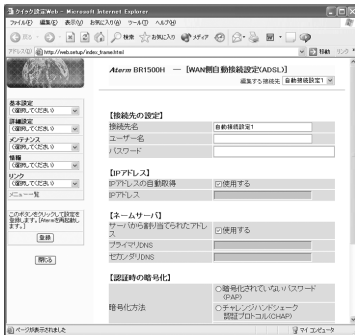 クイック設定Web - Microsoft Internet Explorer
ファイル(F) 編集(E) 表示(V) お気に入り(A) ツール(T) ヘルプ(H)
戻る 検索 お気に入り メディア
アドレス(D) http://web.setup/index_frame.html 移動 リンク
Aterm BR1500H ― [WAN側自動接続設定(ADSL)]
編集する接続先 自動接続設定1
基本設定
(選択してください)
詳細設定
(選択してください)
メンテナンス
(選択してください)
情報
(選択してください)
リンク
(選択してください)
メニュー一覧
このボタンをクリックして設定を
登録します。[Atermを再起動し
ます。]
登録
閉じる
【接続先の設定】
接続先名 自動接続設定1
ユーザー名
パスワード
【IPアドレス】
IPアドレスの自動取得 使用する
IPアドレス
【ネームサーバ】
サーバから割り当てられたアドレ
ス 使用する
プライマリDNS
セカンダリDNS
【認証時の暗号化】
暗号化方法
暗号化されていないパスワード
(PAP)
チャレンジハンドシェーク
認証プロトコル(CHAP)
ページが表示されました マイ コンピュータ